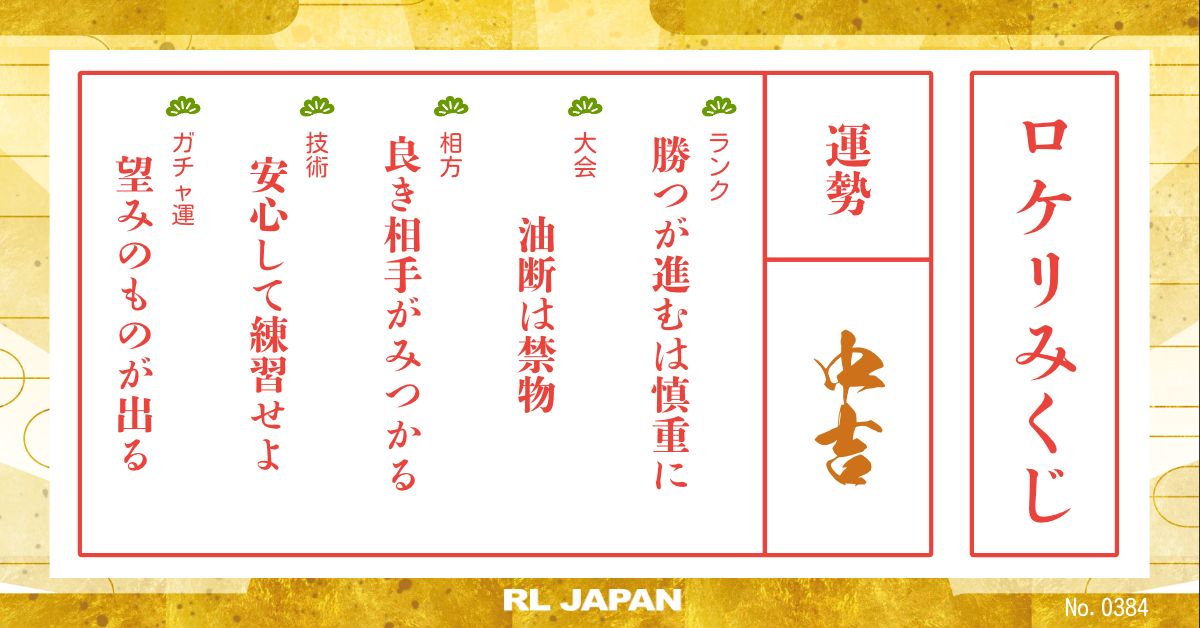 ロケリみくじ
運勢
中吉
ランク
勝つが進むは慎重に
大会
油断は禁物
相方
良き相手がみつかる
技術
安心して練習せよ
ガチャ運
望みのものが出る
RL JAPAN
No. 0384